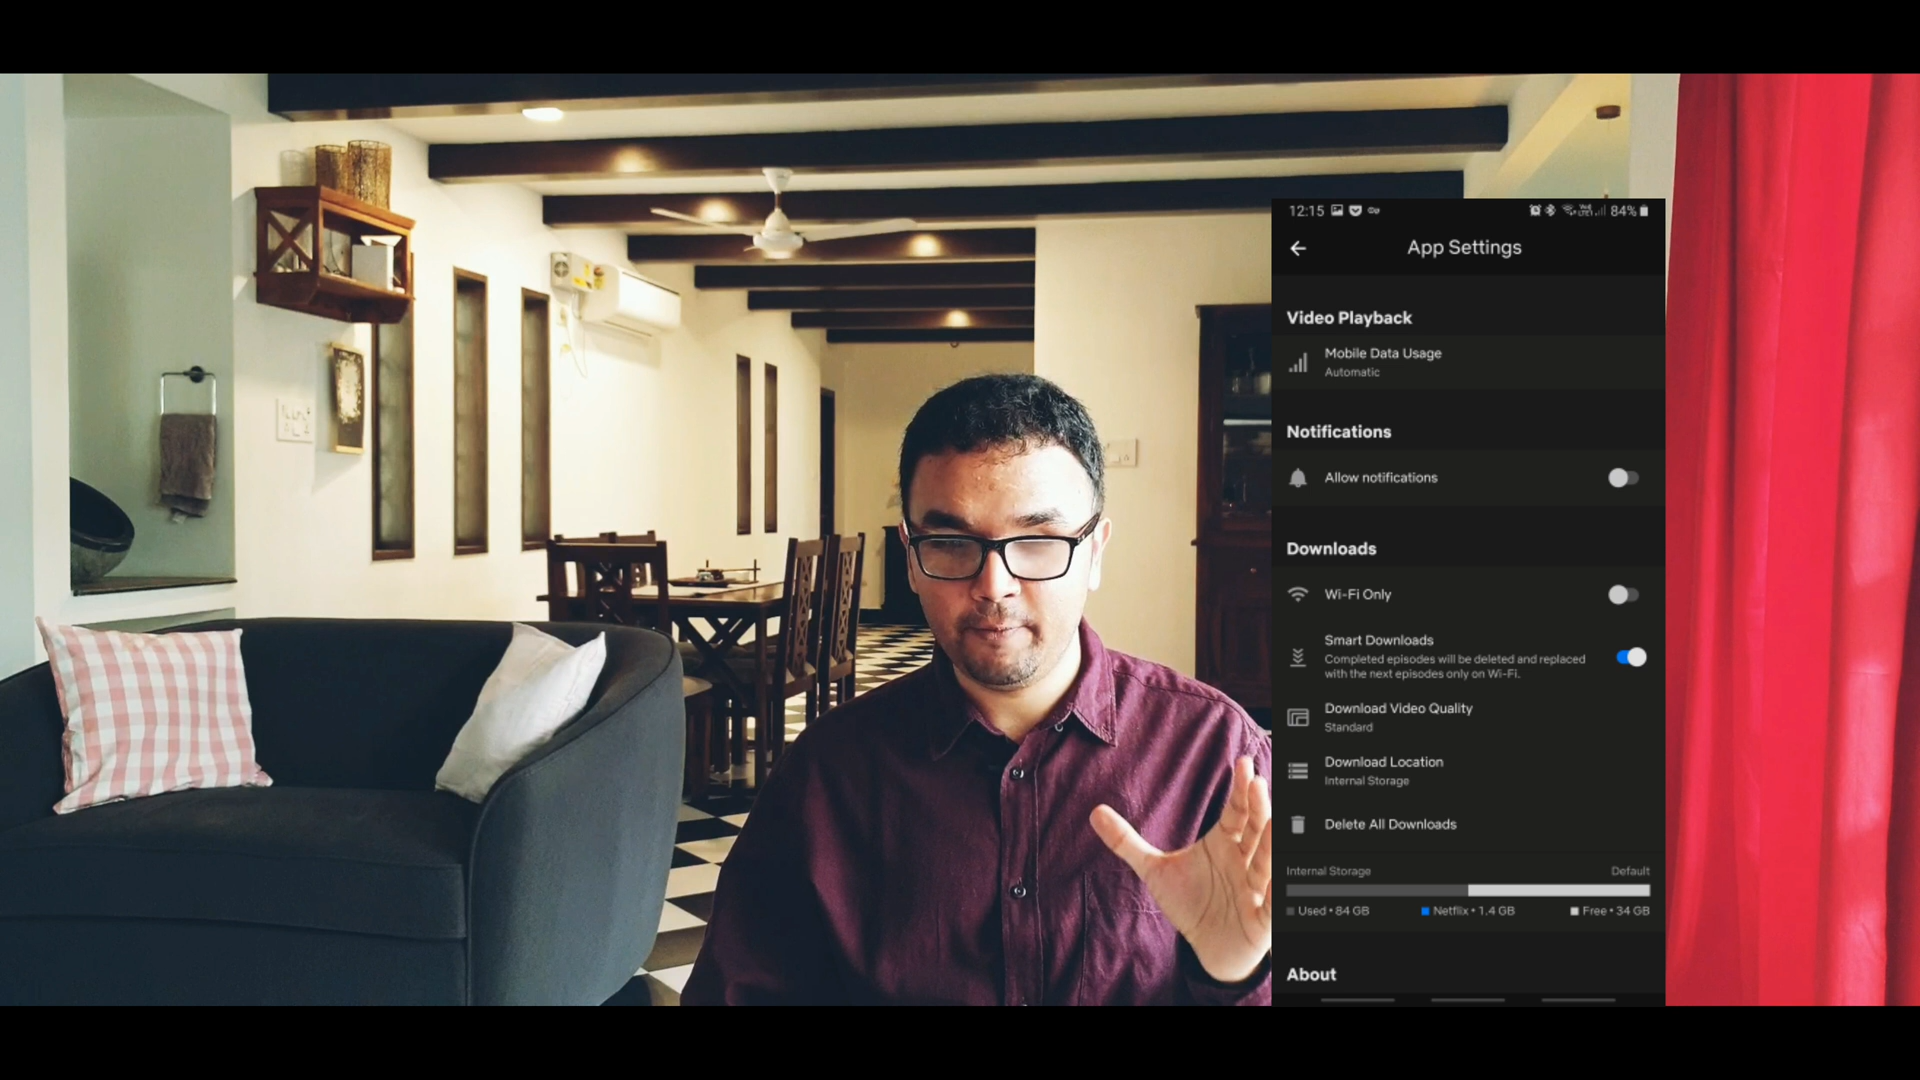 12:15 84%
App Settings
Video Playback
Mobile Data Usage
Automatic
Notifications
Allow notifications
Downloads
Wi-Fi Only
Smart Downloads
Completed episodes will be deleted and replaced
with the next episodes only on Wi-Fi.
Download Video Quality
Standard
Download Location
Internal Storage
Delete All Downloads
Internal Storage Default
Used • 84 GB Netflix • 1.4 GB Free • 34 GB
About